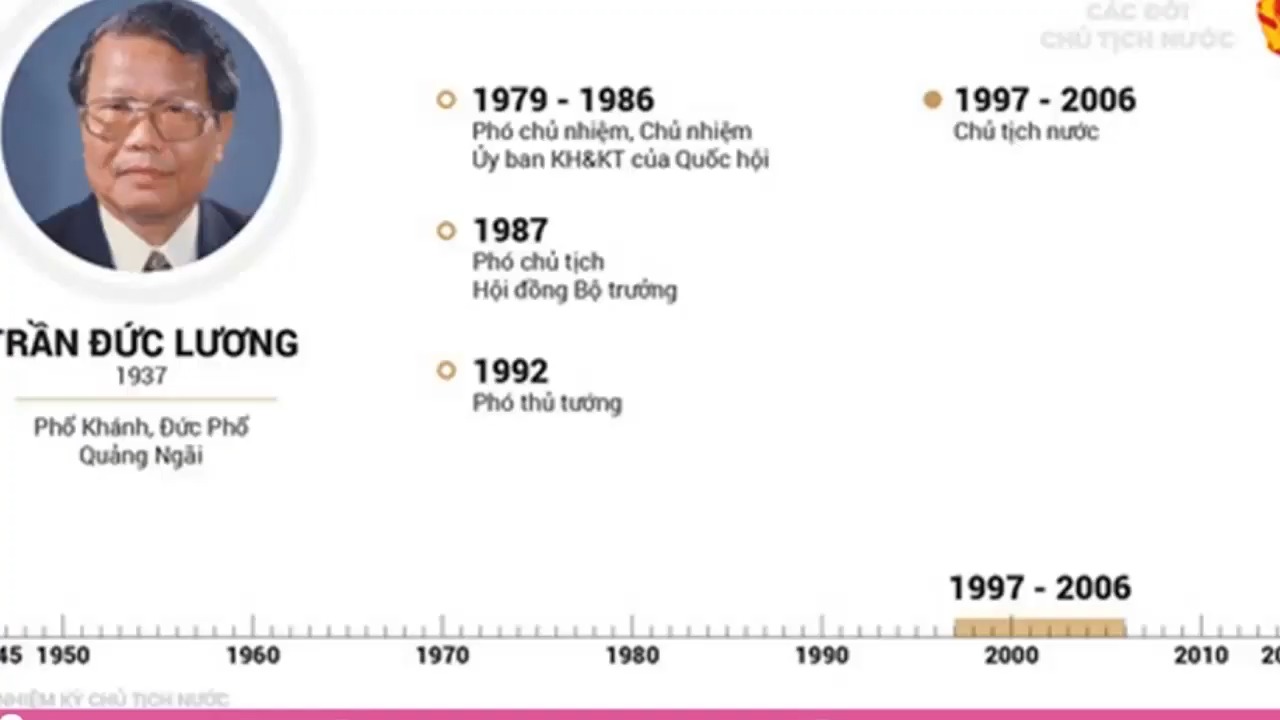 CÁC ĐỜI
CHỦ TỊCH NƯỚC
TRẦN ĐỨC LƯƠNG
1937
Phổ Khánh, Đức Phổ
Quảng Ngãi
1979 - 1986
Phó chủ nhiệm, Chủ nhiệm
Ủy ban KH&KT của Quốc hội
1987
Phó chủ tịch
Hội đồng Bộ trưởng
1992
Phó thủ tướng
1997 - 2006
Chủ tịch nước
1997 - 2006
45 1950 1960 1970 1980 1990 2000 2010 20
NHIỆM KỲ CHỦ TỊCH NƯỚC